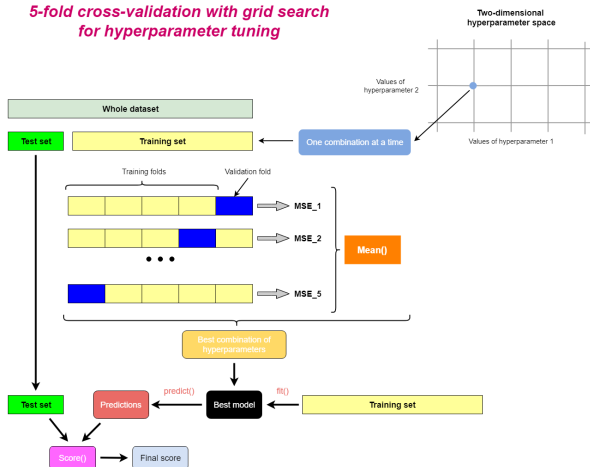 5-fold cross-validation with grid search
for hyperparameter tuning
Two-dimensional
hyperparameter space
Values of
hyperparameter 2
Values of hyperparameter 1
Whole dataset
Test set
Training set
One combination at a time
Training folds
Validation fold
MSE_1
MSE_2
Mean()
MSE_5
Best combination of
hyperparameters
predict()
fit()
Test set
Predictions
Best model
Training set
Score()
Final score